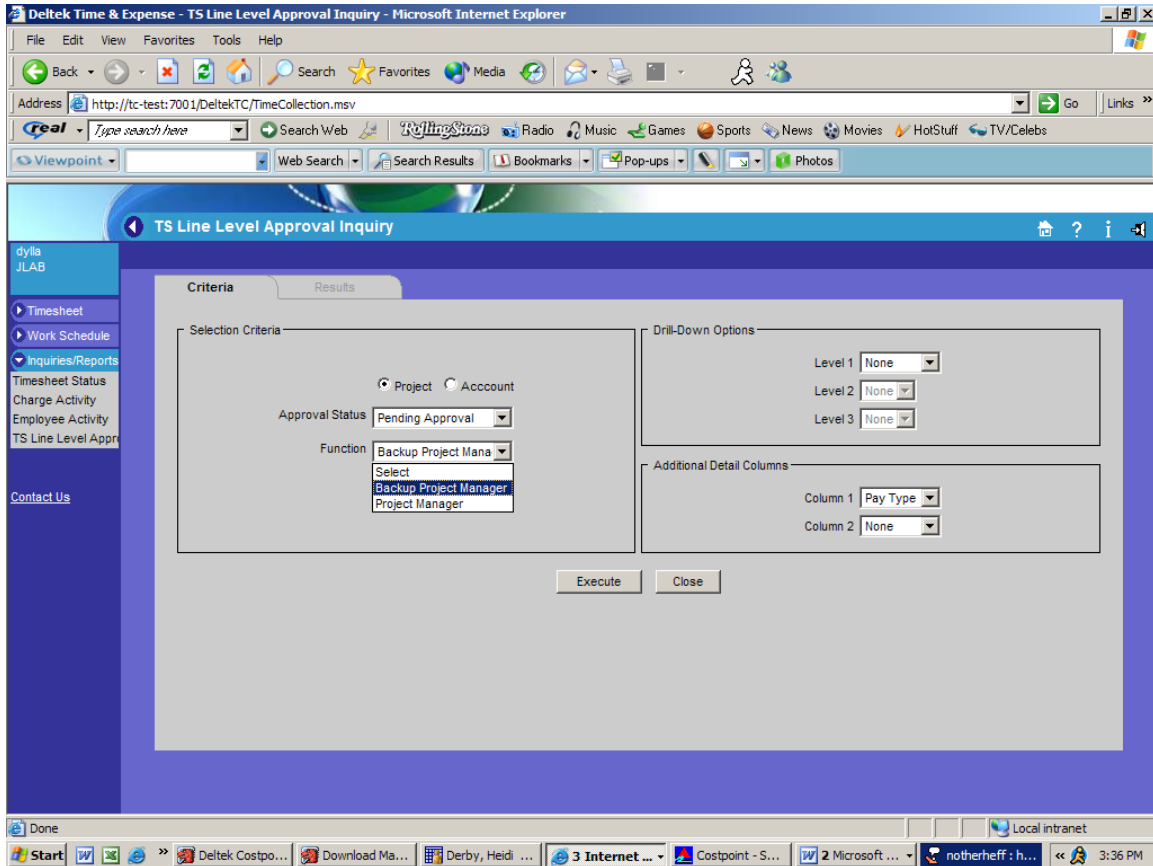 Deltek Time & Expense - TS Line Level Approval Inquiry - Microsoft Internet Explorer
File Edit View Favorites Tools Help
Back Search Favorites Media
Address http://tc-test:7001/DeltekTC/TimeCollection.msv Go Links »
real Type search here Search Web RollingStone Radio Music Games Sports News Movies HotStuff TV/Celebs
Viewpoint Web Search Search Results Bookmarks Pop-ups Photos
TS Line Level Approval Inquiry ? i
dylla
JLAB
Criteria Results
Timesheet
Work Schedule
Inquiries/Reports
Timesheet Status
Charge Activity
Employee Activity
TS Line Level Appr
Contact Us
Selection Criteria
Project Acccount
Approval Status Pending Approval
Function Backup Project Mana
Select
Backup Project Manager
Project Manager
Drill-Down Options
Level 1 None
Level 2 None
Level 3 None
Additional Detail Columns
Column 1 Pay Type
Column 2 None
Execute Close
Done Local intranet
Start » Deltek Costpo... Download Ma... Derby, Heidi ... 3 Internet ... Costpoint - S... 2 Microsoft ... notherheff : h... « 3:36 PM